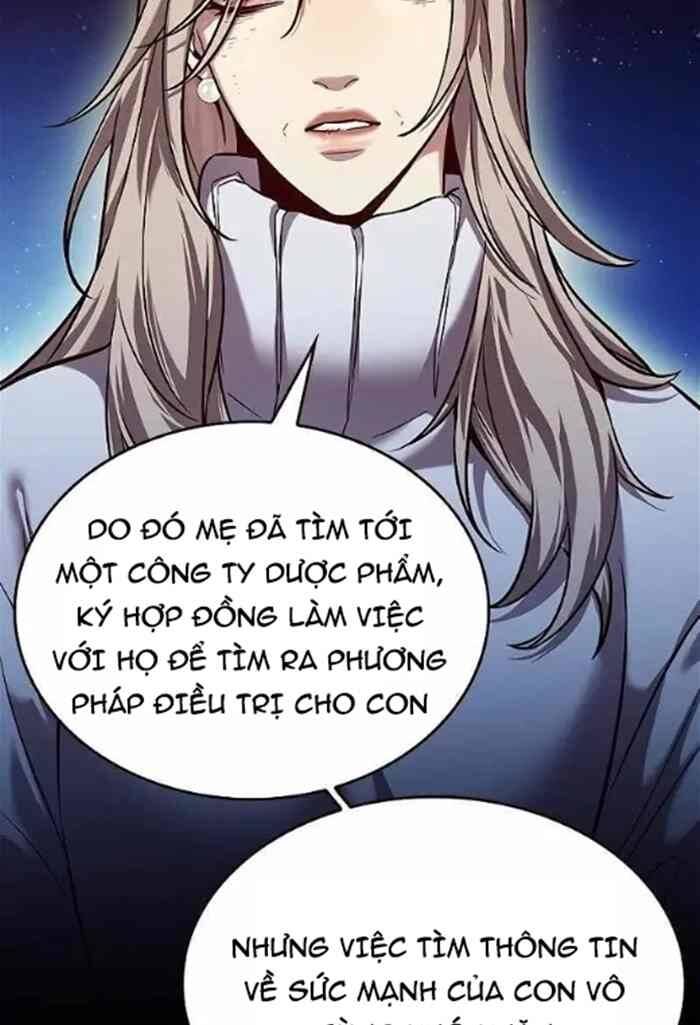 DO ĐÓ MẸ ĐÃ TÌM TỚI
MỘT CÔNG TY DƯỢC PHẨM,
KÝ HỢP ĐỒNG LÀM VIỆC
VỚI HỌ ĐỂ TÌM RA PHƯƠNG
PHÁP ĐIỀU TRỊ CHO CON
NHƯNG VIỆC TÌM THÔNG TIN
VỀ SỨC MẠNH CỦA CON VÔ